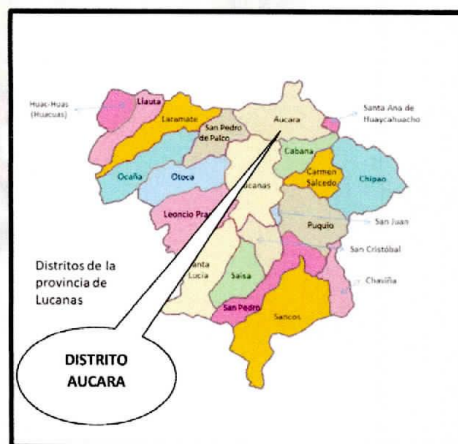 Llauta
Huac-Huas
(Huacuas)
Laramate
Aucara
Santa Ana de
Huaycahuacho
San Pedro
de Palco
Cabana
Ocaña
Otoca
Lucanas
Carmen
Salcedo
Chipao
Leoncio Pra
Puquio
San Juan
San Cristóbal
Distritos de la
provincia de
Lucanas
Santa
Lucia
Saisa
Chaviña
San Pedro
Sancos
DISTRITO
AUCARA